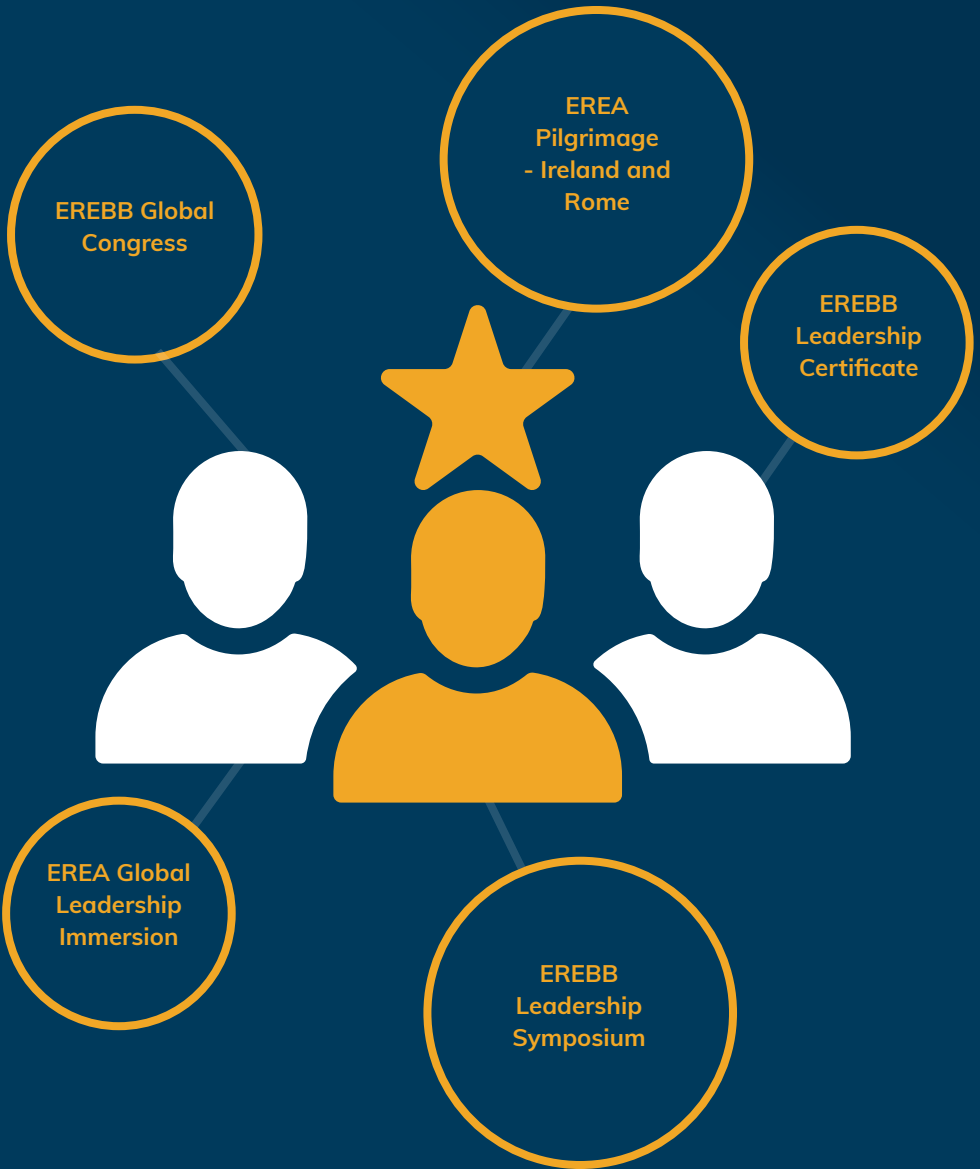 EREA
Pilgrimage
- Ireland and
Rome
EREBB Global
Congress
EREBB
Leadership
Certificate
EREA Global
Leadership
Immersion
EREBB
Leadership
Symposium